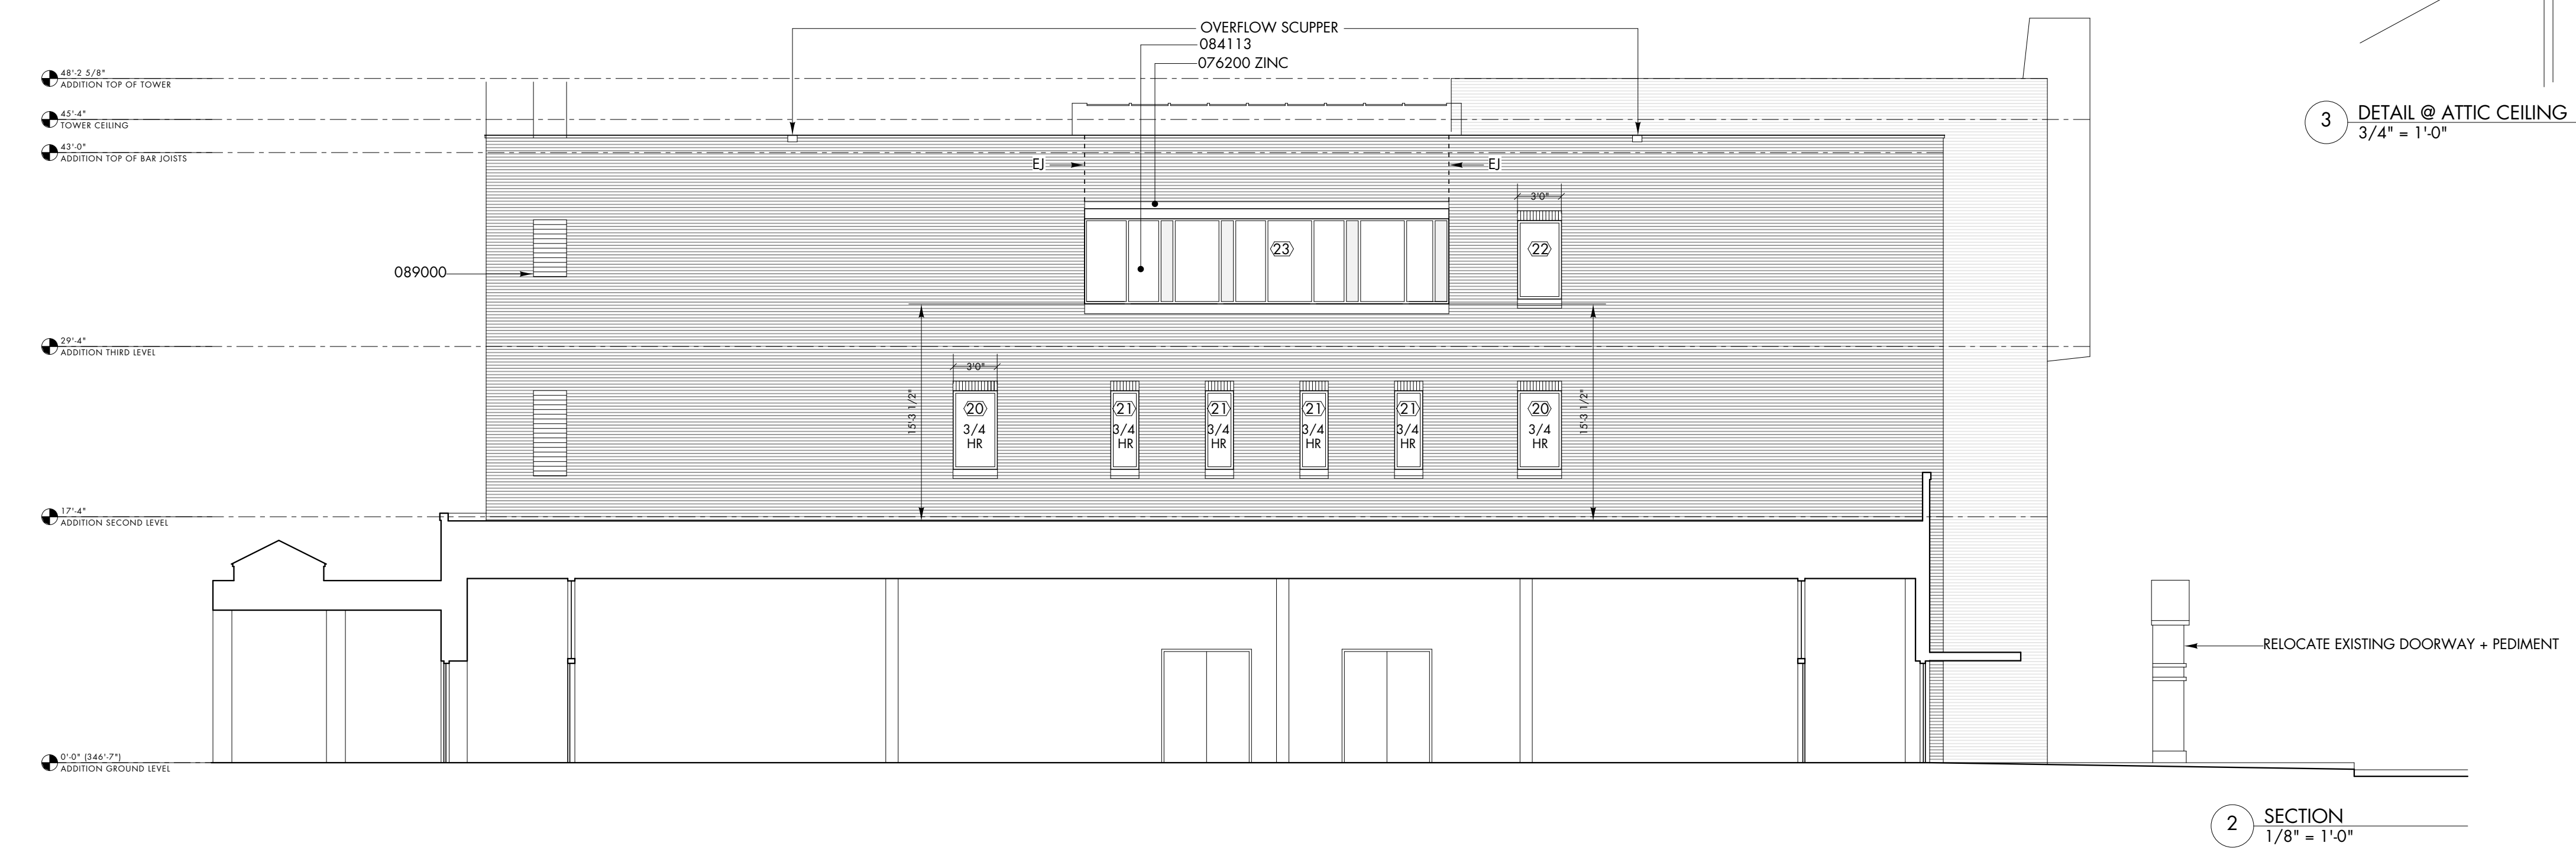 OVERFLOW SCUPPER
084113
076200 ZINC
48'-2 5/8"
ADDITION TOP OF TOWER
45'-4"
TOWER CEILING
43'-0"
ADDITION TOP OF BAR JOISTS
3 DETAIL @ ATTIC CEILING
3/4" = 1'-0"
EJ EJ
3'0"
23 22
089000
29'-4"
ADDITION THIRD LEVEL
3'0"
15'-3 1/2" 15'-3 1/2"
20 21 21 21 21 20
3/4 3/4 3/4 3/4 3/4 3/4
HR HR HR HR HR HR
17'-4"
ADDITION SECOND LEVEL
RELOCATE EXISTING DOORWAY + PEDIMENT
0'-0" (346'-7")
ADDITION GROUND LEVEL
2 SECTION
1/8" = 1'-0"